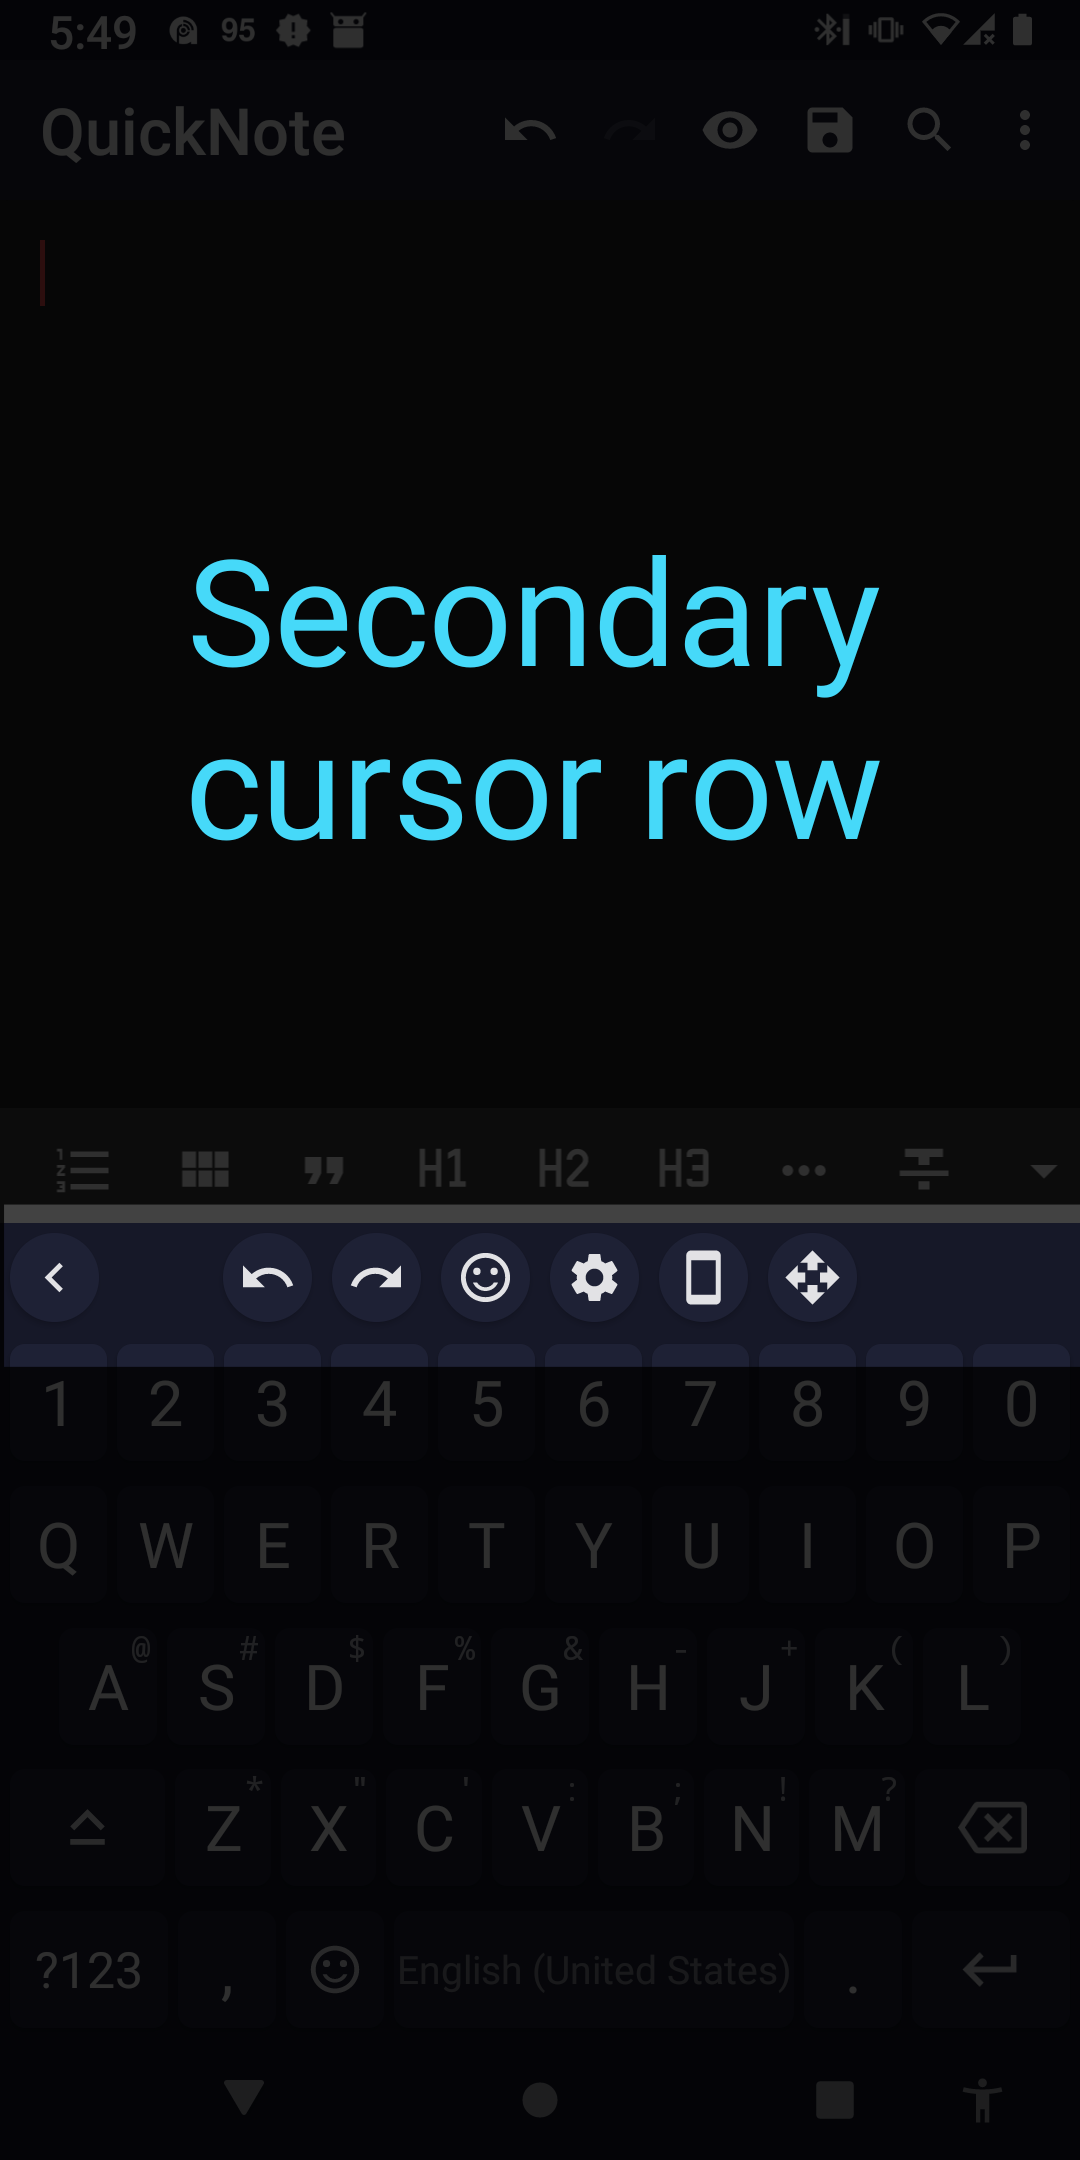 5:49 95
QuickNote
Secondary
cursor row
H1 H2 H3
1 2 3 4 5 6 7 8 9 0
Q W E R T Y U I O P
@ # $ % & - + ( )
A S D F G H J K L
* " ' : ; ! ?
Z X C V B N M
?123 , English (United States) .